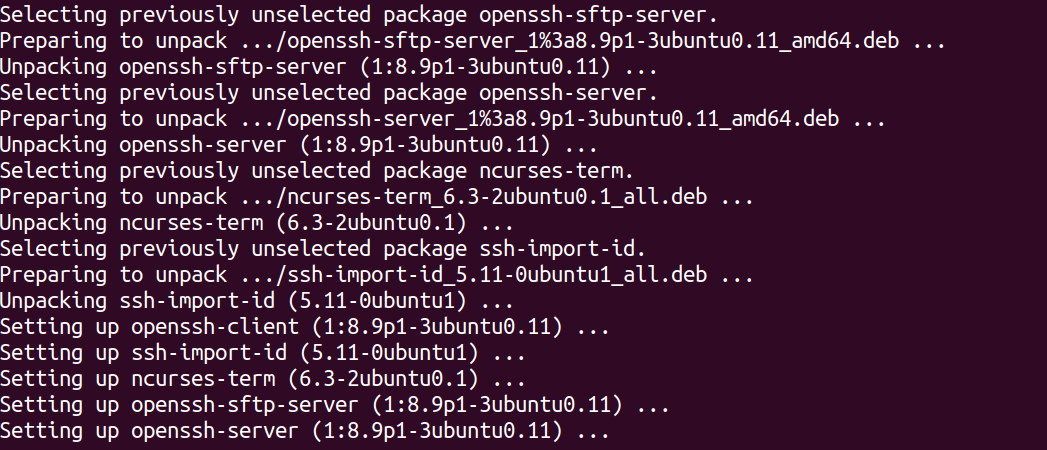 Selecting previously unselected package openssh-sftp-server.
Preparing to unpack .../openssh-sftp-server_1%3a8.9p1-3ubuntu0.11_amd64.deb ...
Unpacking openssh-sftp-server (1:8.9p1-3ubuntu0.11) ...
Selecting previously unselected package openssh-server.
Preparing to unpack .../openssh-server_1%3a8.9p1-3ubuntu0.11_amd64.deb ...
Unpacking openssh-server (1:8.9p1-3ubuntu0.11) ...
Selecting previously unselected package ncurses-term.
Preparing to unpack .../ncurses-term_6.3-2ubuntu0.1_all.deb ...
Unpacking ncurses-term (6.3-2ubuntu0.1) ...
Selecting previously unselected package ssh-import-id.
Preparing to unpack .../ssh-import-id_5.11-0ubuntu1_all.deb ...
Unpacking ssh-import-id (5.11-0ubuntu1) ...
Setting up openssh-client (1:8.9p1-3ubuntu0.11) ...
Setting up ssh-import-id (5.11-0ubuntu1) ...
Setting up ncurses-term (6.3-2ubuntu0.1) ...
Setting up openssh-sftp-server (1:8.9p1-3ubuntu0.11) ...
Setting up openssh-server (1:8.9p1-3ubuntu0.11) ...